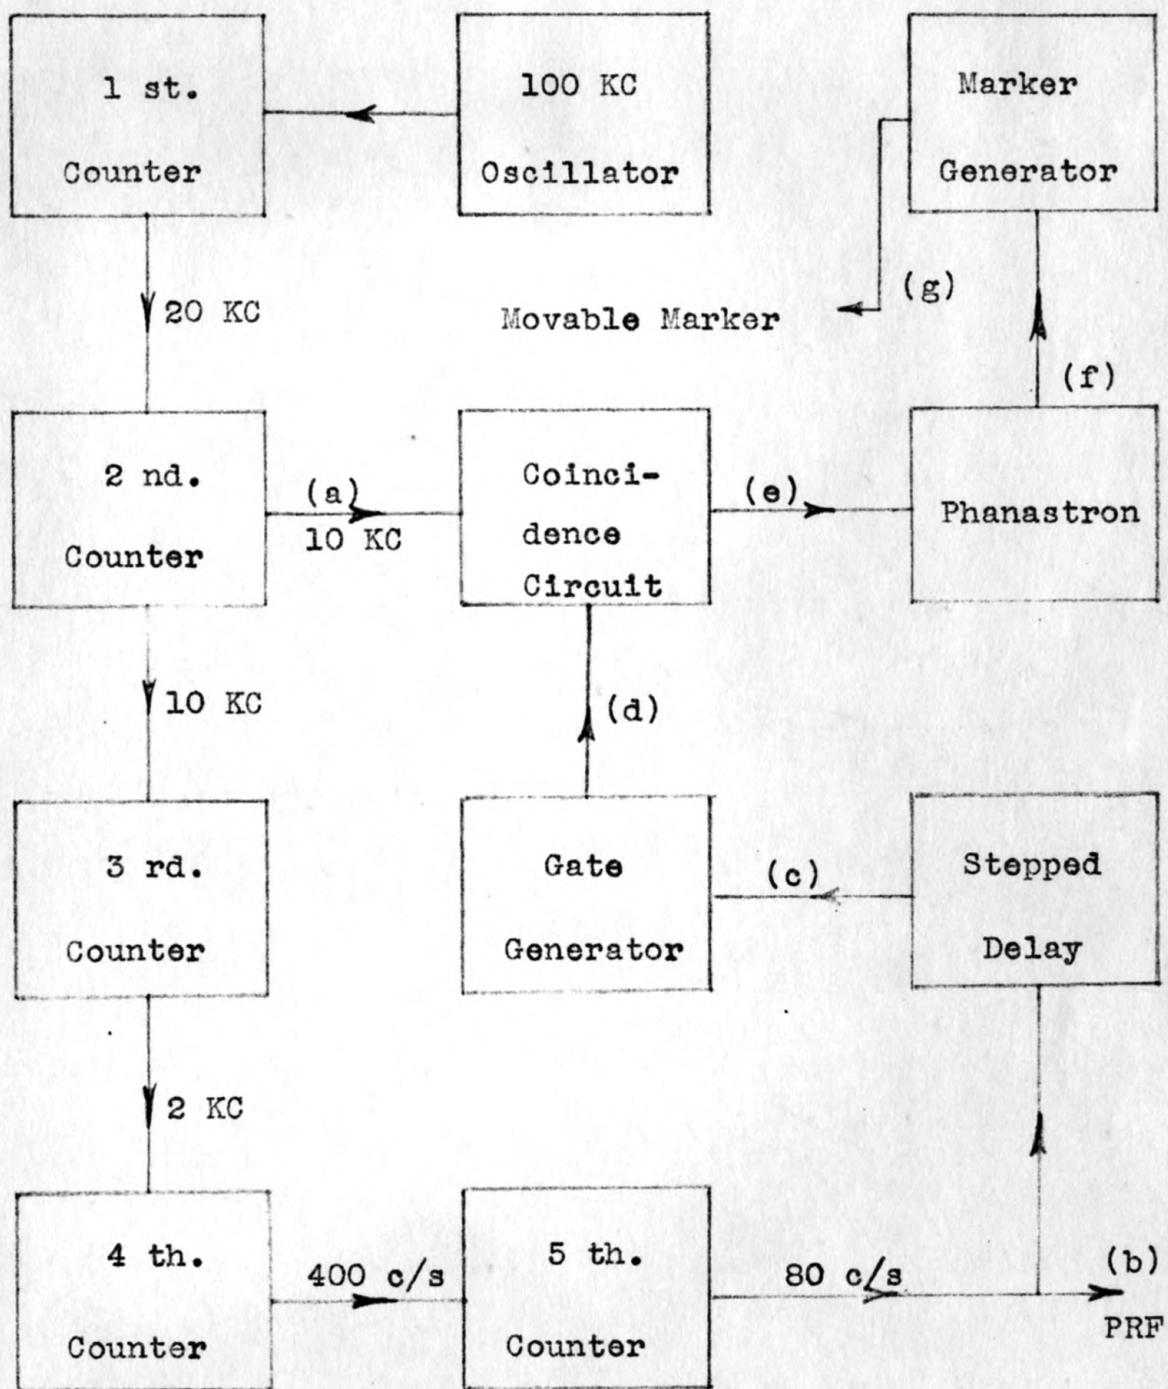 1 st.
Counter
100 KC
Oscillator
Marker
Generator
20 KC
Movable Marker
(g)
(f)
2 nd.
Counter
(a)
10 KC
Coinci-
dence
Circuit
(e)
Phanastron
10 KC
(d)
3 rd.
Counter
Gate
Generator
(c)
Stepped
Delay
2 KC
4 th.
Counter
400 c/s
5 th.
Counter
80 c/s
(b)
PRF